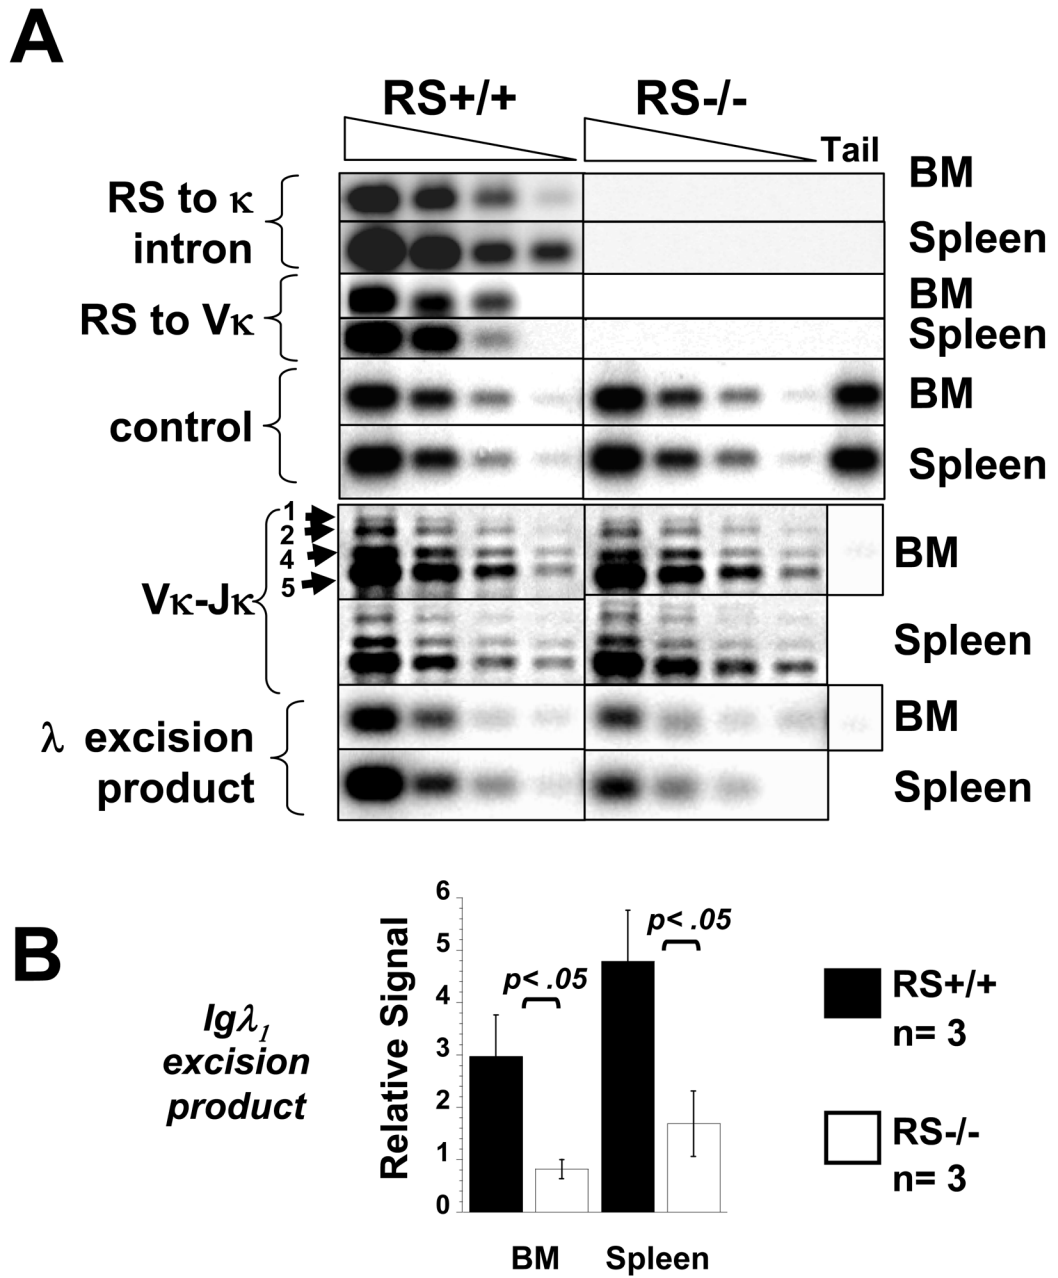 A
RS+/+ RS-/- Tail
RS to κ intron
BM
Spleen
RS to Vκ
BM
Spleen
control
BM
Spleen
Vκ-Jκ
1
2
4
5
BM
Spleen
λ excision
product
BM
Spleen
B
Igλ1
excision
product
Relative Signal
6
5
4
3
2
1
0
p< .05
p< .05
BM Spleen
RS+/+
n= 3
RS-/-
n= 3